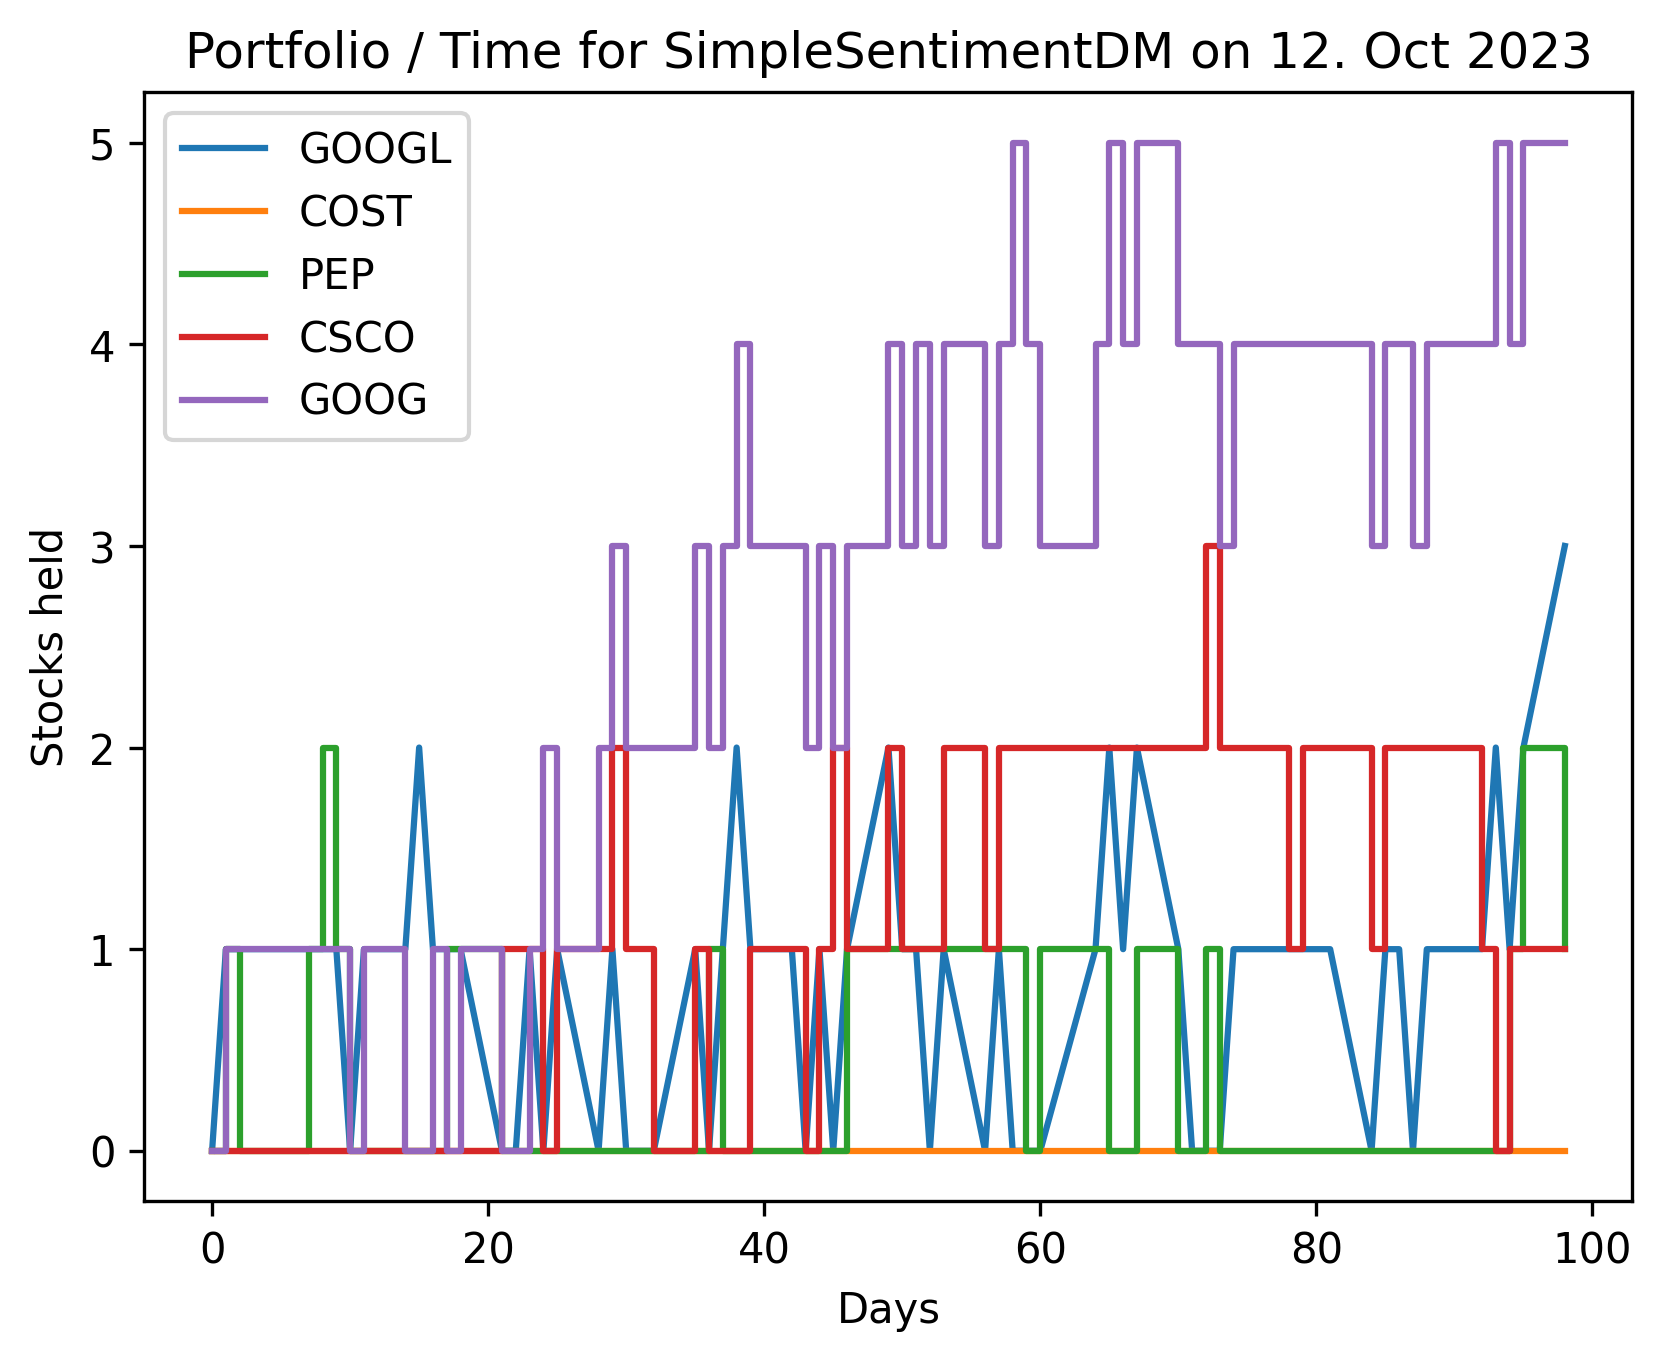 Portfolio / Time for SimpleSentimentDM on 12. Oct 2023
GOOGL
COST
PEP
CSCO
GOOG
Stocks held
5
4
3
2
1
0
0 20 40 60 80 100
Days